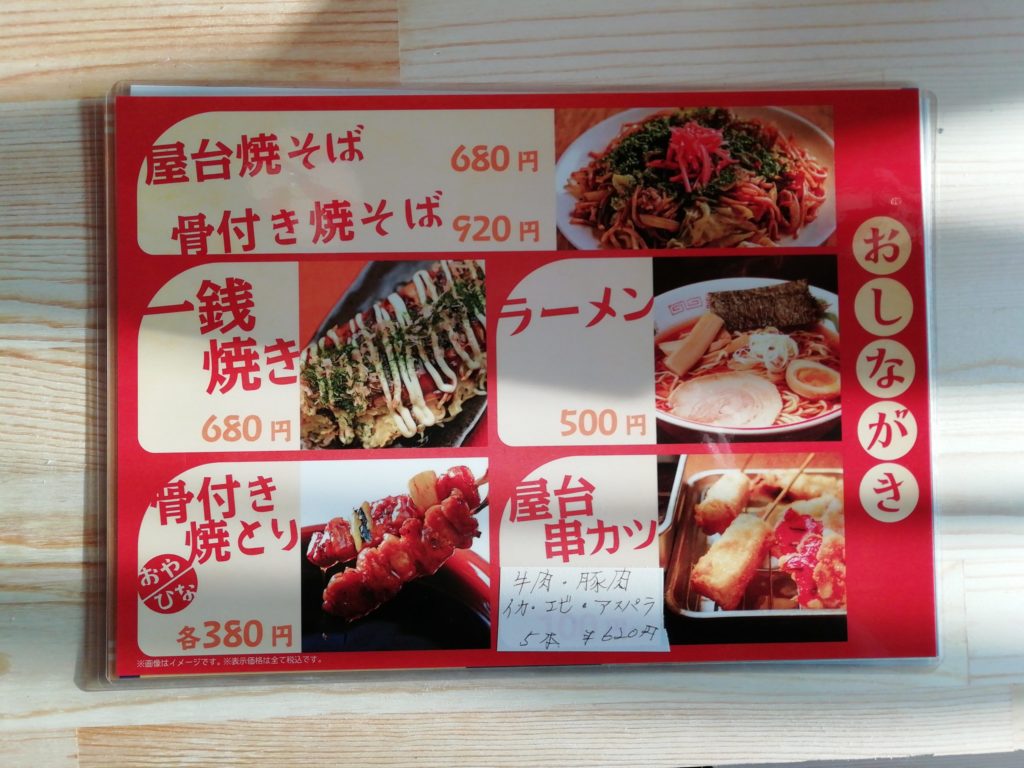 おしながき
屋台焼そば 680円
骨付き焼そば 920円
一銭
焼き
680円
ラーメン
500円
骨付き
焼とり
おや
ひな
各380円
屋台
串カツ
牛肉・豚肉
イカ・エビ・アスパラ
5本 ¥620円
※画像はイメージです。※表示価格は全て税込です。